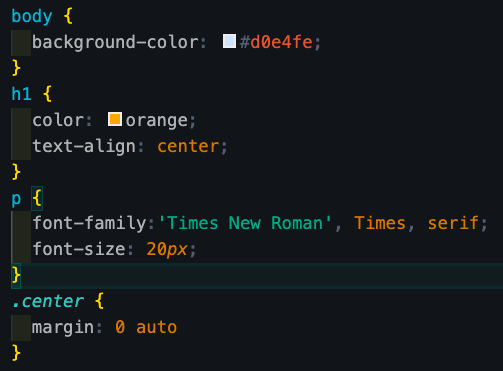 body {
background-color: #d0e4fe;
}
h1 {
color: orange;
text-align: center;
}
p {
font-family:'Times New Roman', Times, serif;
font-size: 20px;
}
.center {
margin: 0 auto
}